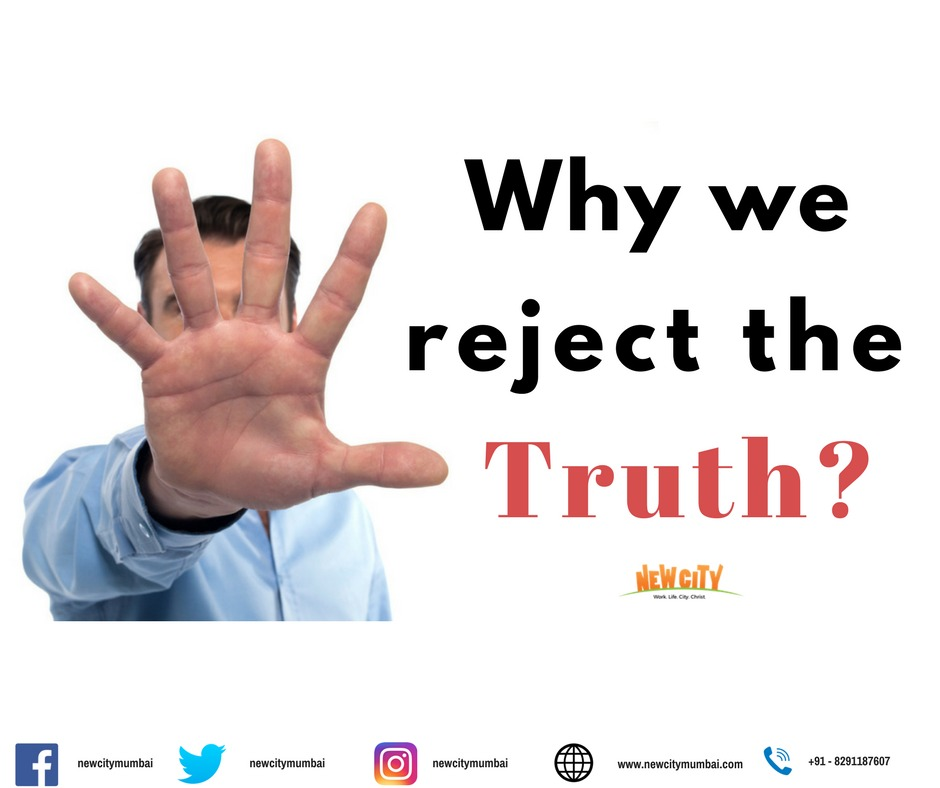 Why we
reject the
Truth?
NEW CITY
Work. Life. City. Christ.
newcitymumbai
newcitymumbai
newcitymumbai
www.newcitymumbai.com
+91 - 8291187607